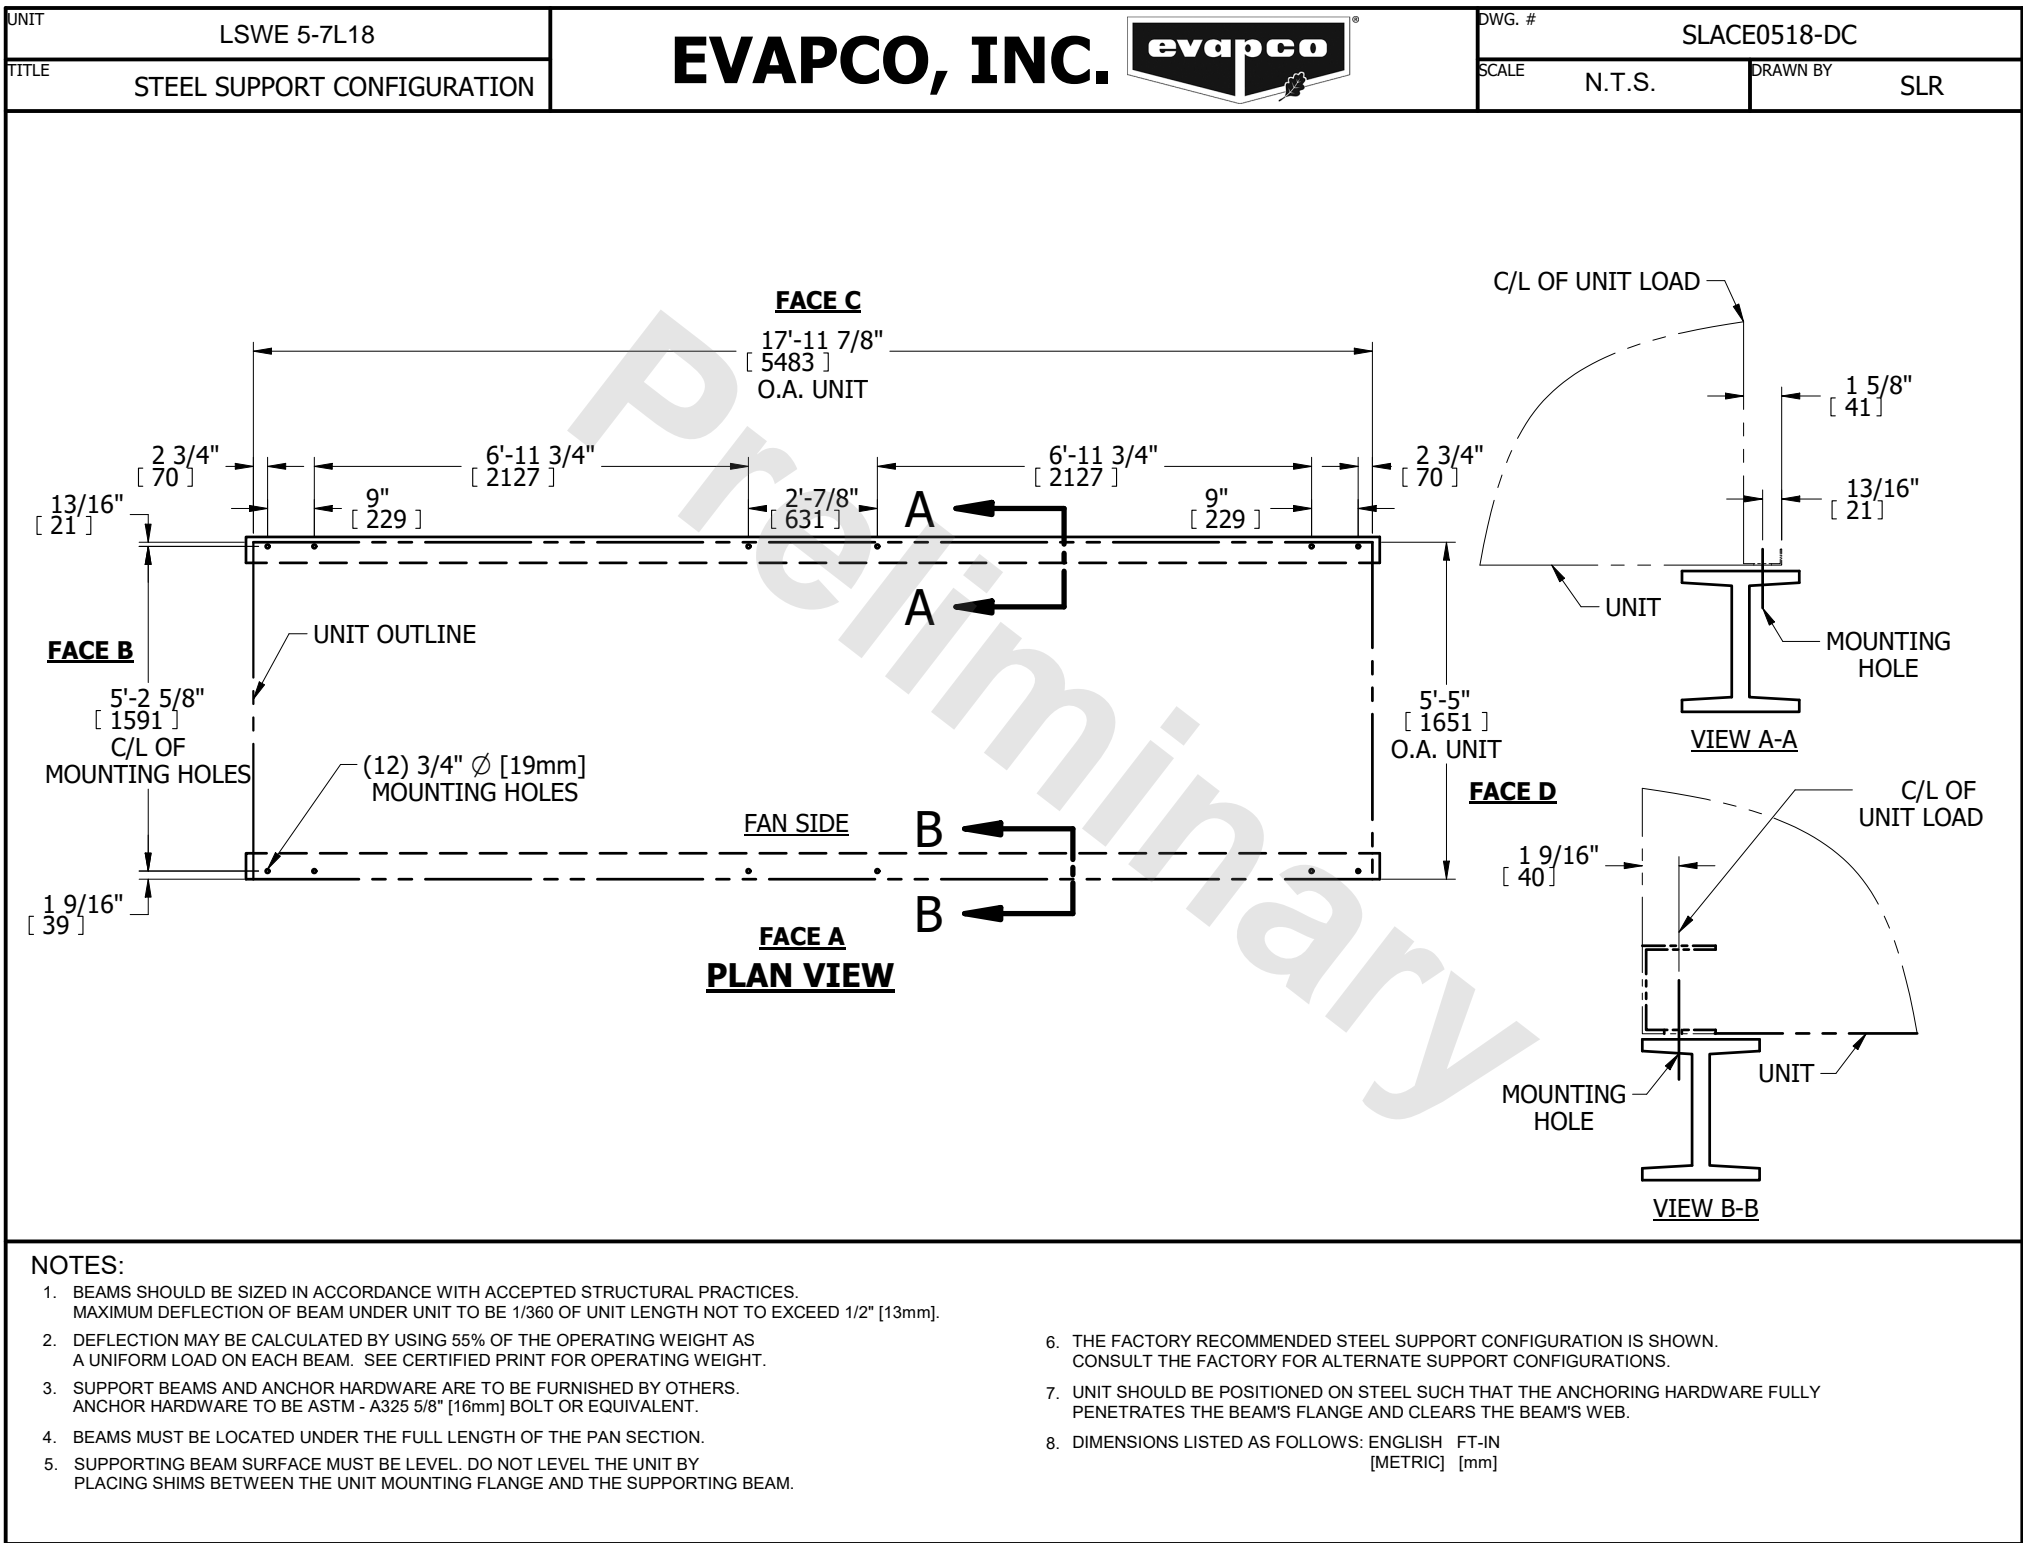 UNIT
LSWE 5-7L18
TITLE
STEEL SUPPORT CONFIGURATION
EVAPCO, INC.
evapco
®
DWG. #
SLACE0518-DC
SCALE
N.T.S.
DRAWN BY
SLR
FACE C
17'-11 7/8"
[ 5483 ]
O.A. UNIT
2 3/4"
[ 70 ]
6'-11 3/4"
[ 2127 ]
6'-11 3/4"
[ 2127 ]
2 3/4"
[ 70 ]
13/16"
[ 21 ]
9"
[ 229 ]
2'-7/8"
[ 631 ]
A
9"
[ 229 ]
A
UNIT OUTLINE
FACE B
5'-2 5/8"
[ 1591 ]
C/L OF
MOUNTING HOLES
(12) 3/4" ∅ [19mm]
MOUNTING HOLES
5'-5"
[ 1651 ]
O.A. UNIT
FACE D
FAN SIDE
B
B
1 9/16"
[ 39 ]
FACE A
PLAN VIEW
Preliminary
C/L OF UNIT LOAD
1 5/8"
[ 41 ]
13/16"
[ 21 ]
UNIT
MOUNTING
HOLE
VIEW A-A
C/L OF
UNIT LOAD
1 9/16"
[ 40 ]
UNIT
MOUNTING
HOLE
VIEW B-B
NOTES:
1. BEAMS SHOULD BE SIZED IN ACCORDANCE WITH ACCEPTED STRUCTURAL PRACTICES.
MAXIMUM DEFLECTION OF BEAM UNDER UNIT TO BE 1/360 OF UNIT LENGTH NOT TO EXCEED 1/2" [13mm].
2. DEFLECTION MAY BE CALCULATED BY USING 55% OF THE OPERATING WEIGHT AS
A UNIFORM LOAD ON EACH BEAM. SEE CERTIFIED PRINT FOR OPERATING WEIGHT.
3. SUPPORT BEAMS AND ANCHOR HARDWARE ARE TO BE FURNISHED BY OTHERS.
ANCHOR HARDWARE TO BE ASTM - A325 5/8" [16mm] BOLT OR EQUIVALENT.
4. BEAMS MUST BE LOCATED UNDER THE FULL LENGTH OF THE PAN SECTION.
5. SUPPORTING BEAM SURFACE MUST BE LEVEL. DO NOT LEVEL THE UNIT BY
PLACING SHIMS BETWEEN THE UNIT MOUNTING FLANGE AND THE SUPPORTING BEAM.
6. THE FACTORY RECOMMENDED STEEL SUPPORT CONFIGURATION IS SHOWN.
CONSULT THE FACTORY FOR ALTERNATE SUPPORT CONFIGURATIONS.
7. UNIT SHOULD BE POSITIONED ON STEEL SUCH THAT THE ANCHORING HARDWARE FULLY
PENETRATES THE BEAM'S FLANGE AND CLEARS THE BEAM'S WEB.
8. DIMENSIONS LISTED AS FOLLOWS: ENGLISH FT-IN
[METRIC] [mm]